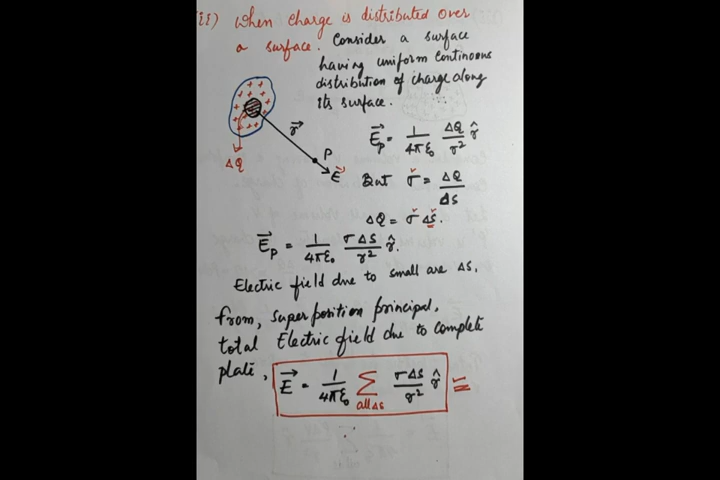 (ii) When charge is distributed over
a surface. Consider a surface
having uniform continuous
distribution of charge along
its surface.
r⃗
P
E⃗
ΔQ
E⃗p = 1/4πε₀ ΔQ/r² r̂
But σ = ΔQ/ΔS
ΔQ = σ ΔS.
E⃗p = 1/4πε₀ σΔS/r² r̂.
Electric field due to small are ΔS.
from, superposition principal,
total Electric field due to complete
plate,
E⃗ = 1/4πε₀ ∑ all ΔS σΔS/r² r̂